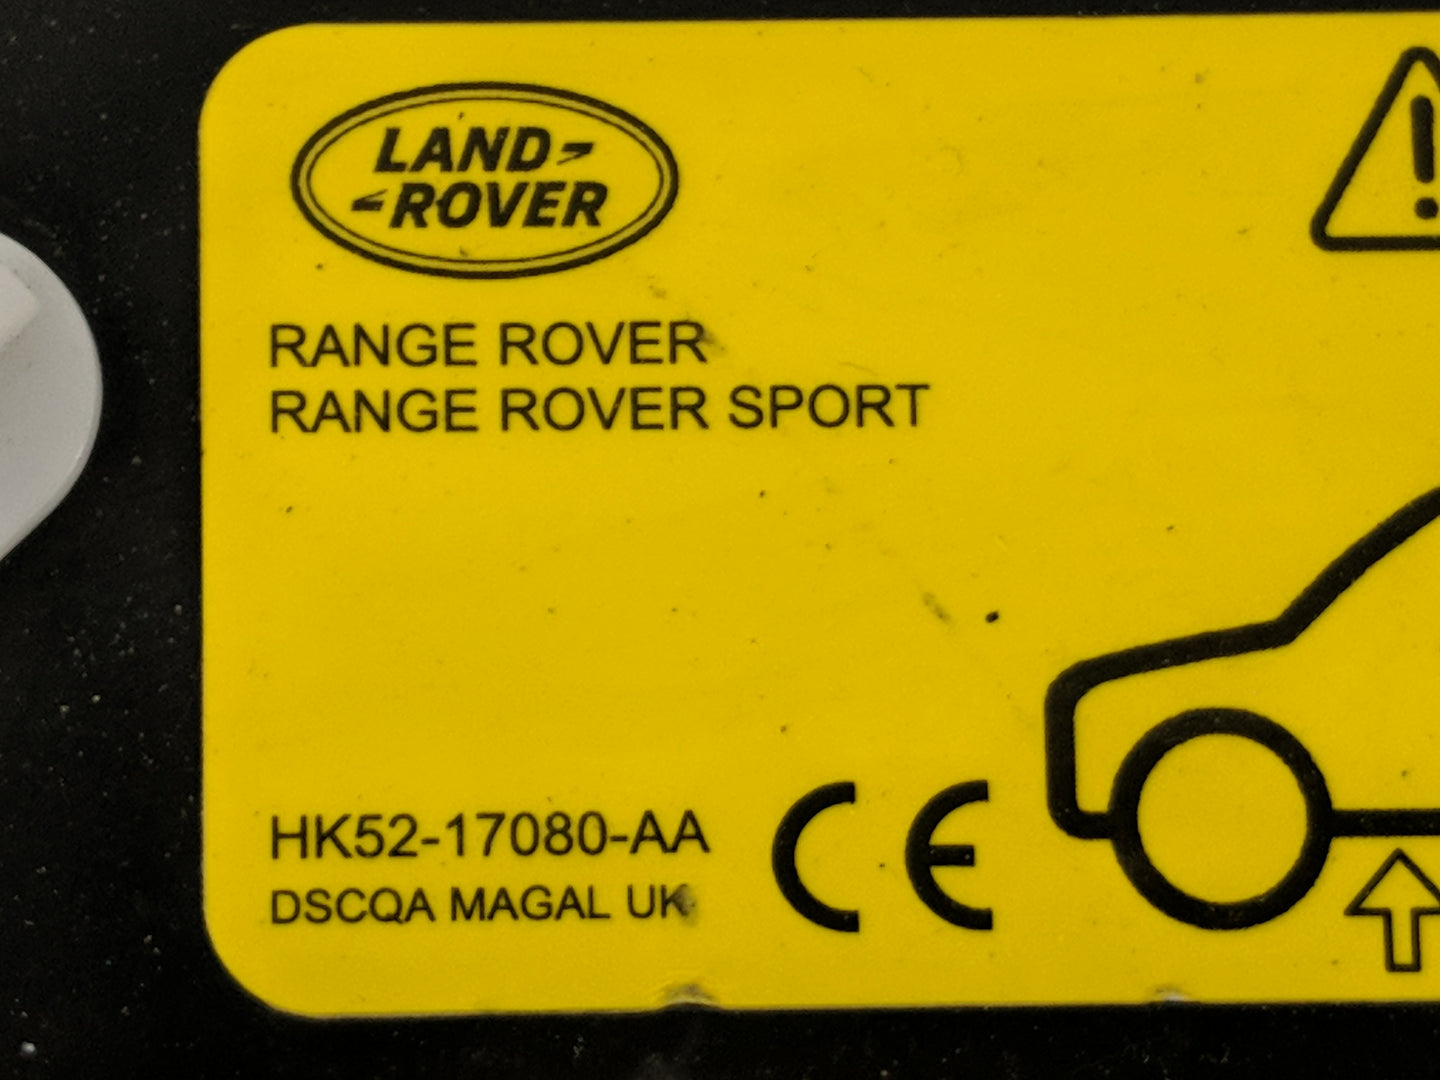 LAND
ROVER
RANGE ROVER
RANGE ROVER SPORT
HK52-17080-AA
DSCQA MAGAL UK
CE
!